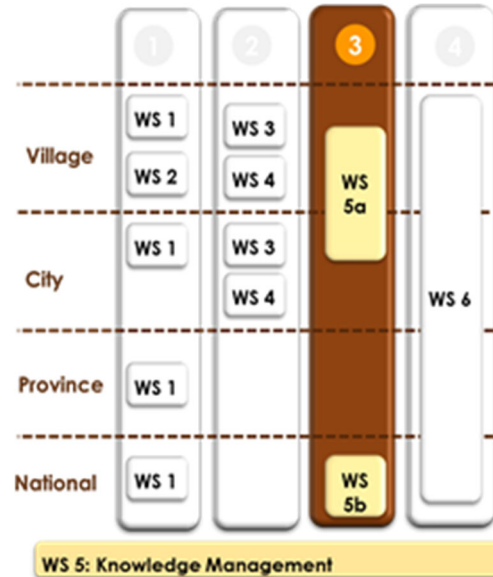 1 2 3 4
WS 1
WS 3
Village
WS 2
WS 4
WS
5a
WS 1
WS 3
City
WS 4
WS 6
Province
WS 1
National
WS 1
WS
5b
WS 5: Knowledge Management